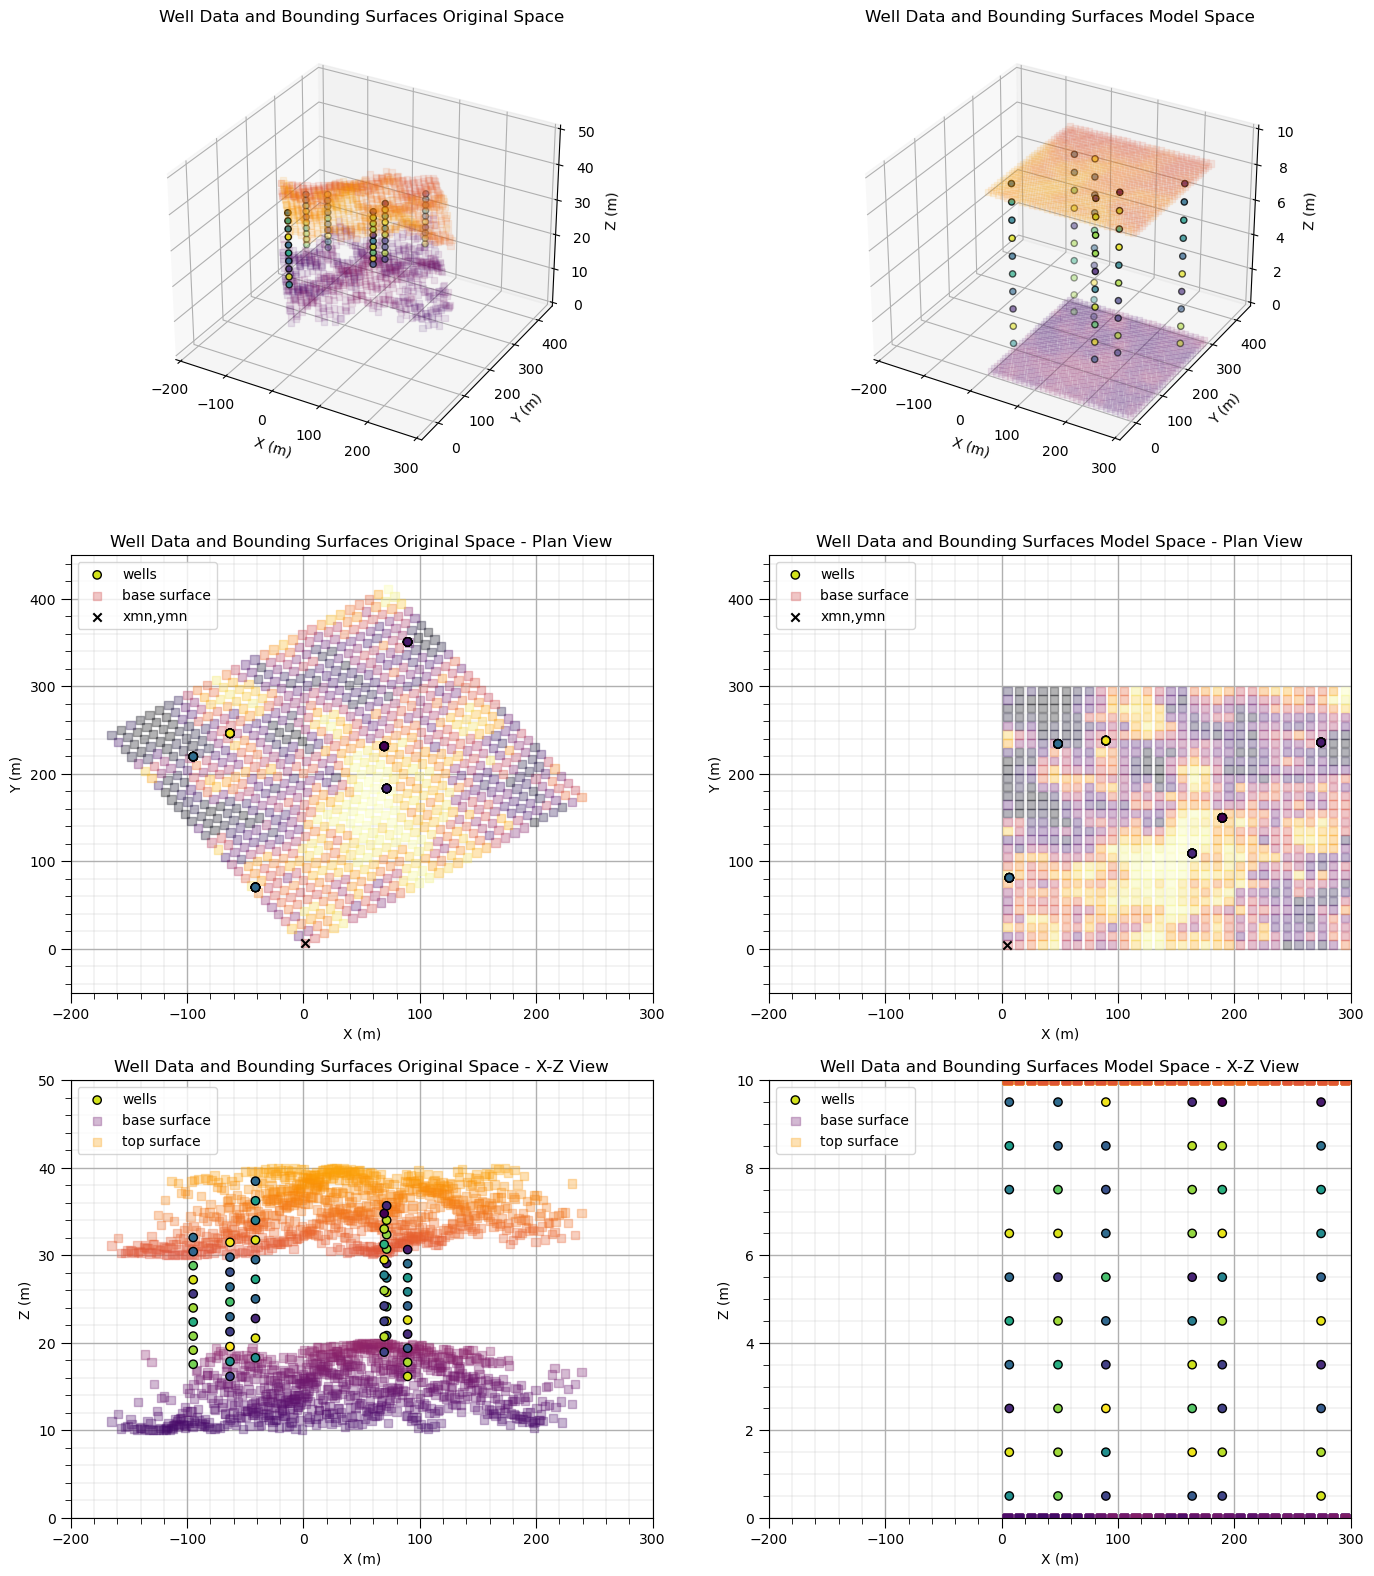 Well Data and Bounding Surfaces Original Space
50
40
30
20
10
0
Z (m)
400
300
200
100
0
Y (m)
−200
−100
0
100
200
300
X (m)
Well Data and Bounding Surfaces Model Space
10
8
6
4
2
0
Z (m)
400
300
200
100
0
Y (m)
−200
−100
0
100
200
300
X (m)
Well Data and Bounding Surfaces Original Space - Plan View
wells
base surface
xmn,ymn
400
300
200
100
0
Y (m)
−200 −100 0 100 200 300
X (m)
Well Data and Bounding Surfaces Model Space - Plan View
wells
base surface
xmn,ymn
400
300
200
100
0
Y (m)
−200 −100 0 100 200 300
X (m)
Well Data and Bounding Surfaces Original Space - X-Z View
wells
base surface
top surface
50
40
30
20
10
0
Z (m)
−200 −100 0 100 200 300
X (m)
Well Data and Bounding Surfaces Model Space - X-Z View
wells
base surface
top surface
10
8
6
4
2
0
Z (m)
−200 −100 0 100 200 300
X (m)